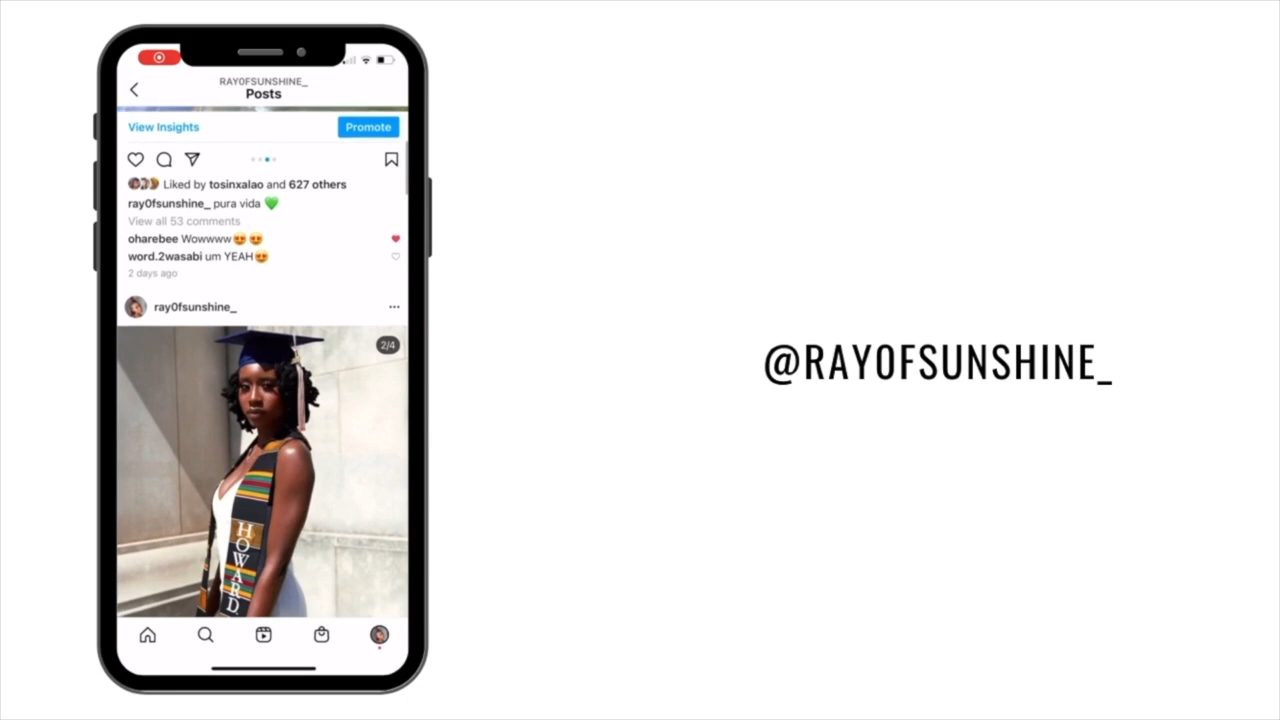 RAY0FSUNSHINE_
Posts
View Insights
Promote
Liked by tosinxalao and 627 others
ray0fsunshine_ pura vida 💚
View all 53 comments
oharebee Wowwww😍😍
word.2wasabi um YEAH😍
2 days ago
ray0fsunshine_
2/4
HOWARD
@RAYOFSUNSHINE_